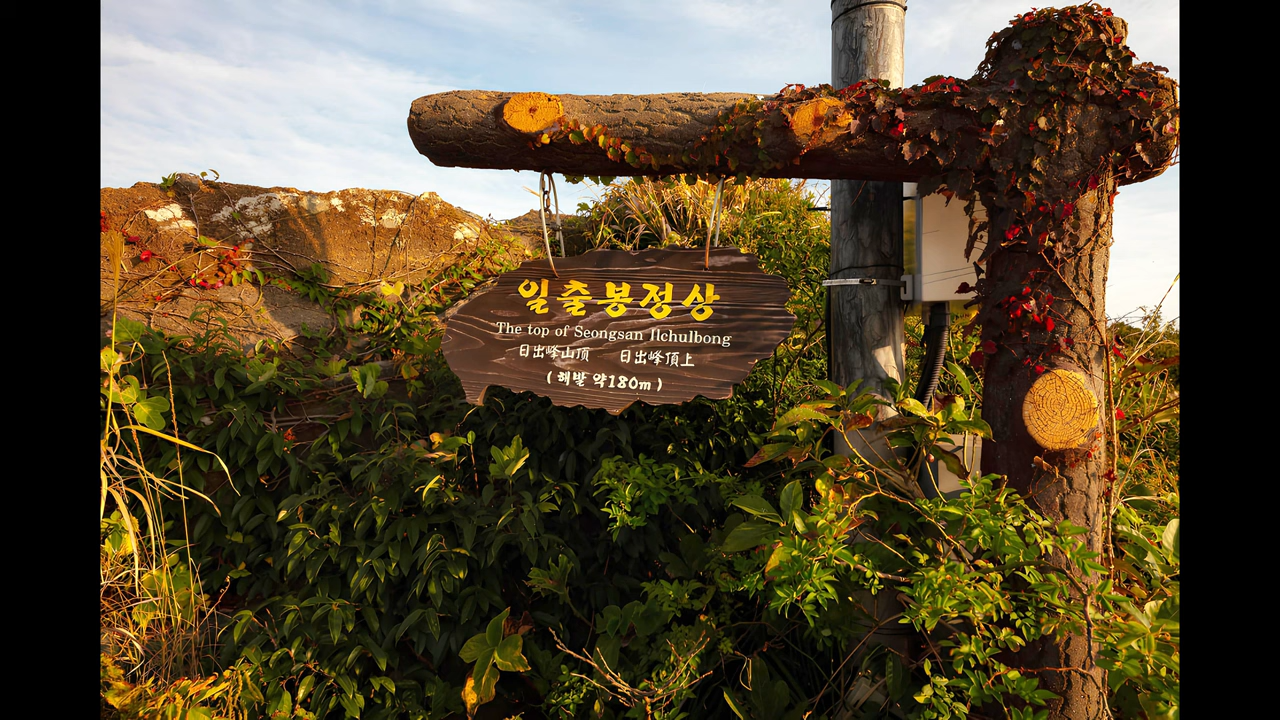 일출봉정상
The top of Seongsan Ilchulbong
日出峰山顶 日出峰頂上
(해발 약180m)